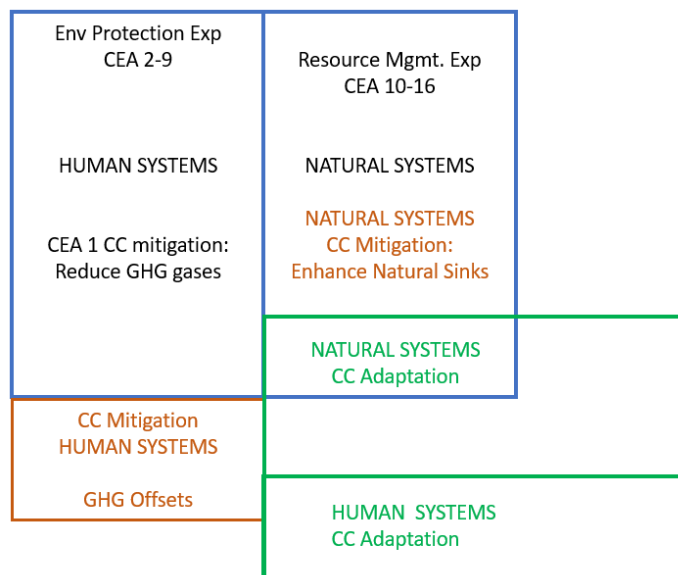 Env Protection Exp
CEA 2-9
HUMAN SYSTEMS
CEA 1 CC mitigation:
Reduce GHG gases
Resource Mgmt. Exp
CEA 10-16
NATURAL SYSTEMS
NATURAL SYSTEMS
CC Mitigation:
Enhance Natural Sinks
NATURAL SYSTEMS
CC Adaptation
CC Mitigation
HUMAN SYSTEMS
GHG Offsets
HUMAN  SYSTEMS
CC Adaptation